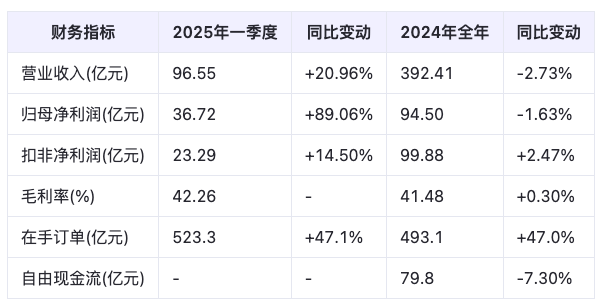 财务指标 2025年一季度 同比变动 2024年全年 同比变动
营业收入(亿元) 96.55 +20.96% 392.41 -2.73%
归母净利润(亿元) 36.72 +89.06% 94.50 -1.63%
扣非净利润(亿元) 23.29 +14.50% 99.88 +2.47%
毛利率(%) 42.26 - 41.48 +0.30%
在手订单(亿元) 523.3 +47.1% 493.1 +47.0%
自由现金流(亿元) - - 79.8 -7.30%